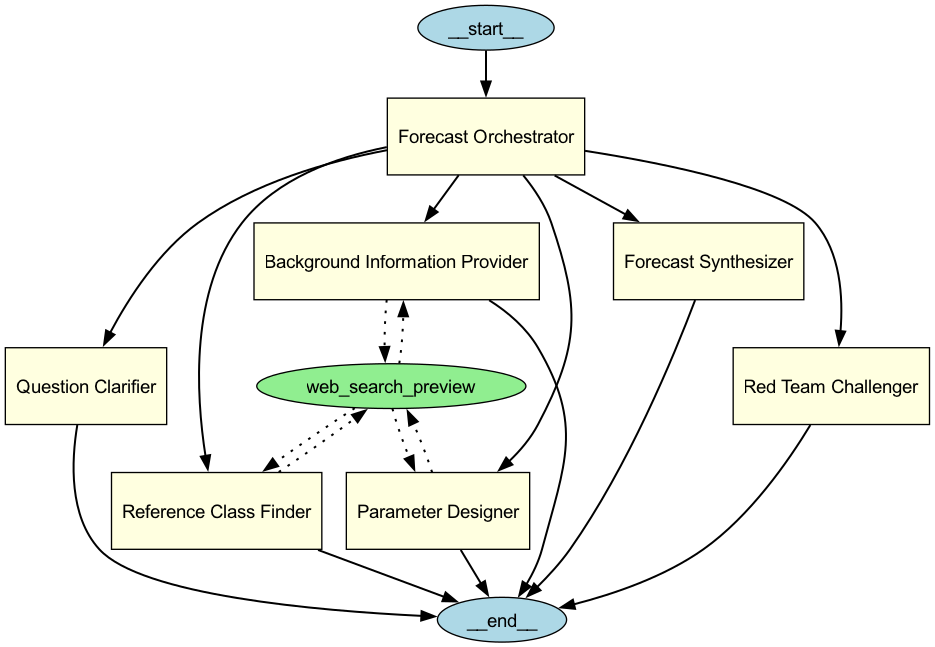 __start__
Forecast Orchestrator
Background Information Provider
Forecast Synthesizer
Question Clarifier
web_search_preview
Red Team Challenger
Reference Class Finder
Parameter Designer
__end__